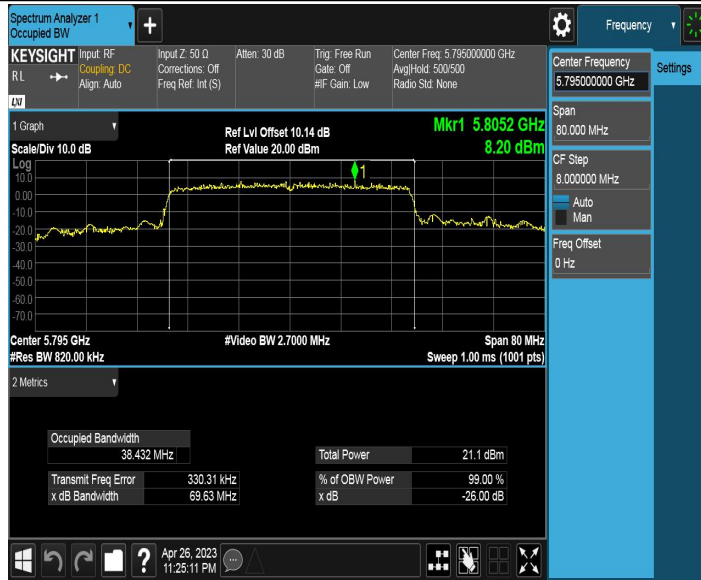 Spectrum Analyzer 1
Occupied BW
Frequency
KEYSIGHT
RL
LXI
Input: RF
Coupling: DC
Align: Auto
Input Z: 50 Ω
Corrections: Off
Freq Ref: Int (S)
Atten: 30 dB
Trig: Free Run
Gate: Off
#IF Gain: Low
Center Freq: 5.795000000 GHz
Avg|Hold: 500/500
Radio Std: None
Center Frequency
5.795000000 GHz
Settings
Span
80.000 MHz
CF Step
8.000000 MHz
Auto
Man
Freq Offset
0 Hz
1 Graph
Scale/Div 10.0 dB
Ref Lvl Offset 10.14 dB
Ref Value 20.00 dBm
Mkr1 5.8052 GHz
8.20 dBm
Log
10.0
0.00
-10.0
-20.0
-30.0
-40.0
-50.0
-60.0
-70.0
1
Center 5.795 GHz
#Res BW 820.00 kHz
#Video BW 2.7000 MHz
Span 80 MHz
Sweep 1.00 ms (1001 pts)
2 Metrics
Occupied Bandwidth
38.432 MHz
Total Power 21.1 dBm
Transmit Freq Error 330.31 kHz
% of OBW Power 99.00 %
x dB Bandwidth 69.63 MHz
x dB -26.00 dB
?
Apr 26, 2023
11:25:11 PM